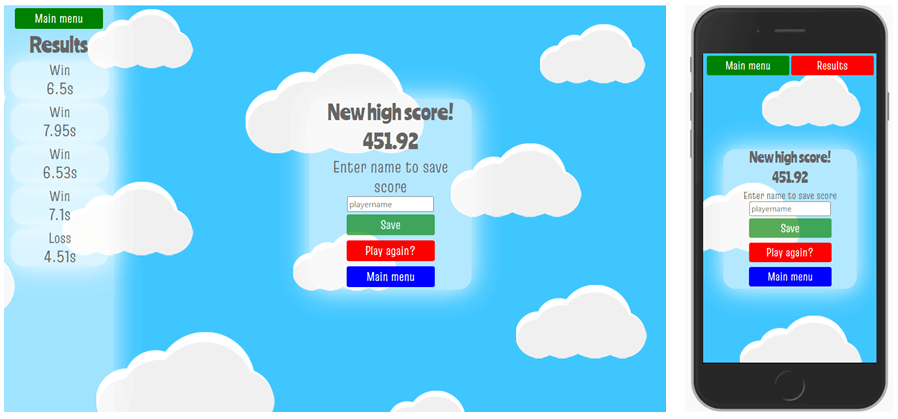 Main menu
Results
Win
6.5s
Win
7.95s
Win
6.53s
Win
7.1s
Loss
4.51s
New high score!
451.92
Enter name to save
score
playername
Save
Play again?
Main menu
Main menu
Results
New high score!
451.92
Enter name to save score
playername
Save
Play again?
Main menu